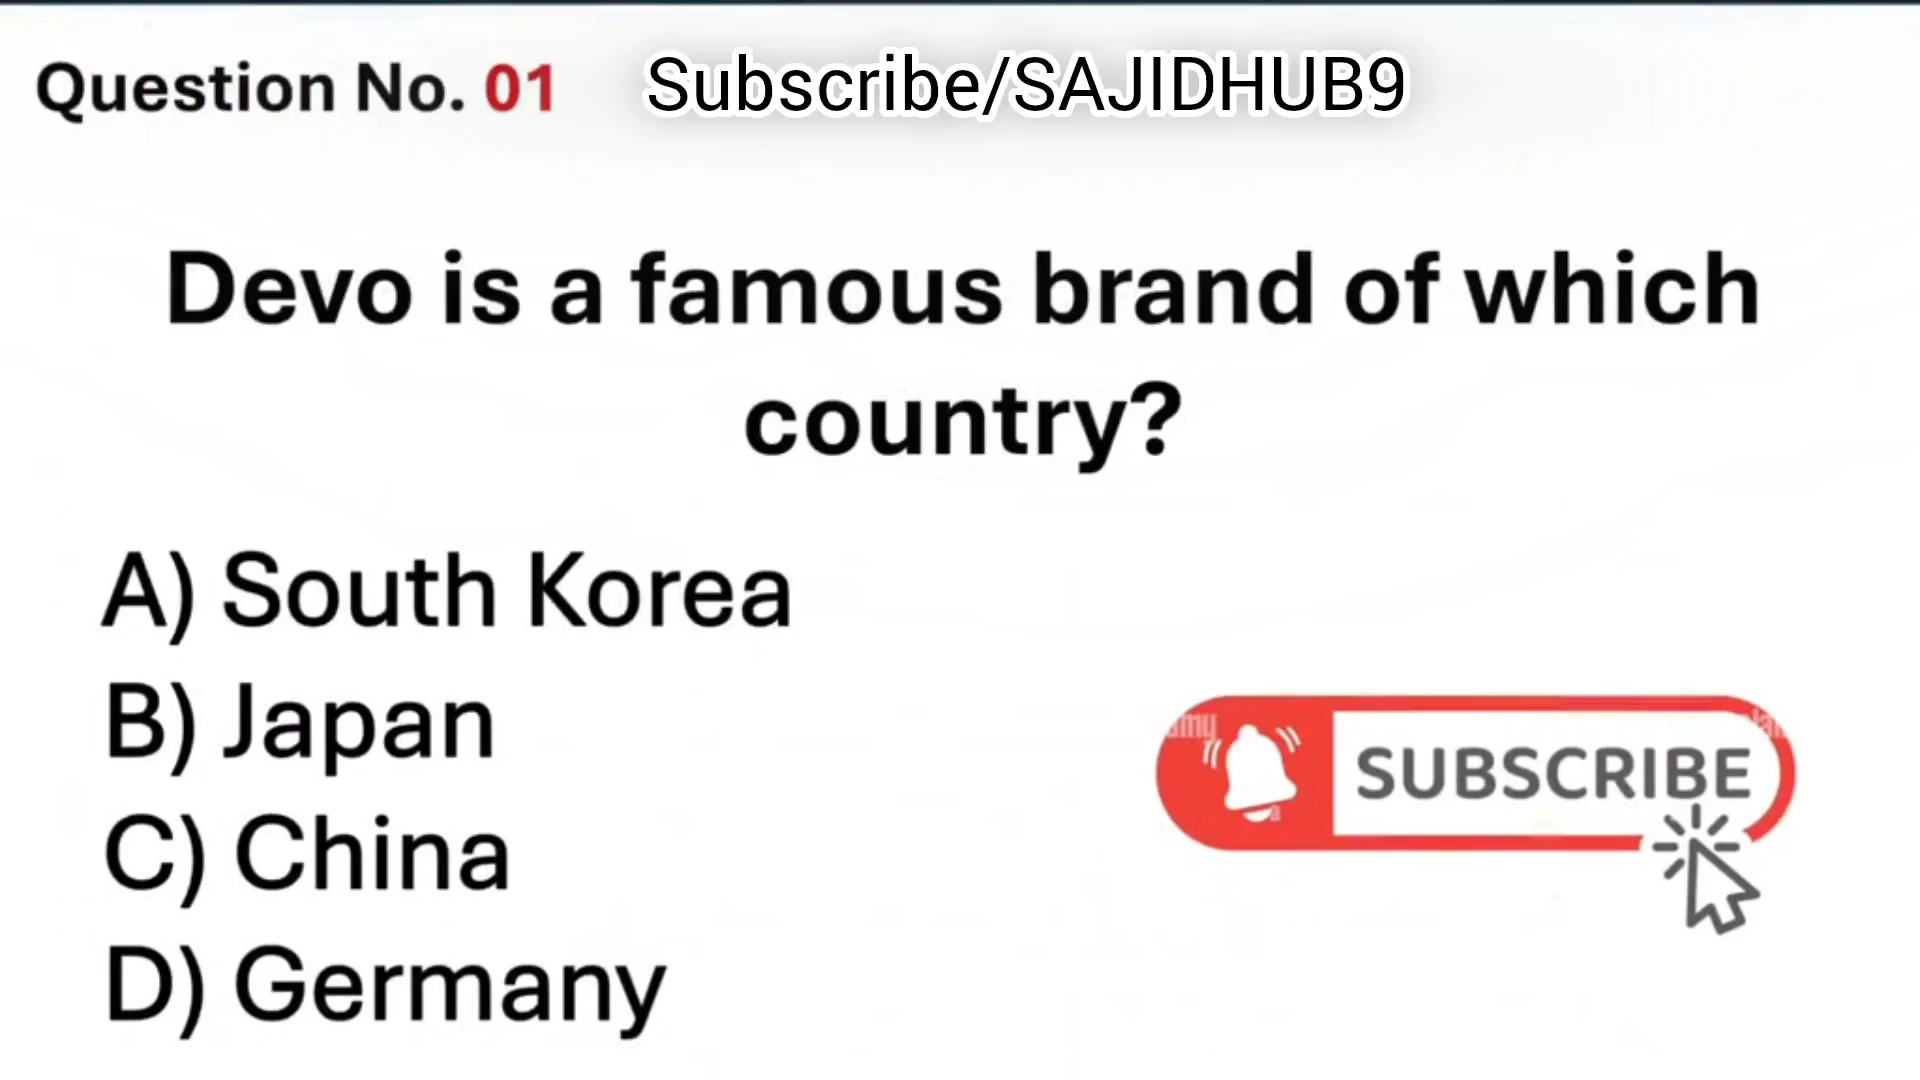 Question No. 01 Subscribe/SAJIDHUB9
Devo is a famous brand of which
country?
A) South Korea
B) Japan
C) China
D) Germany
SUBSCRIBE